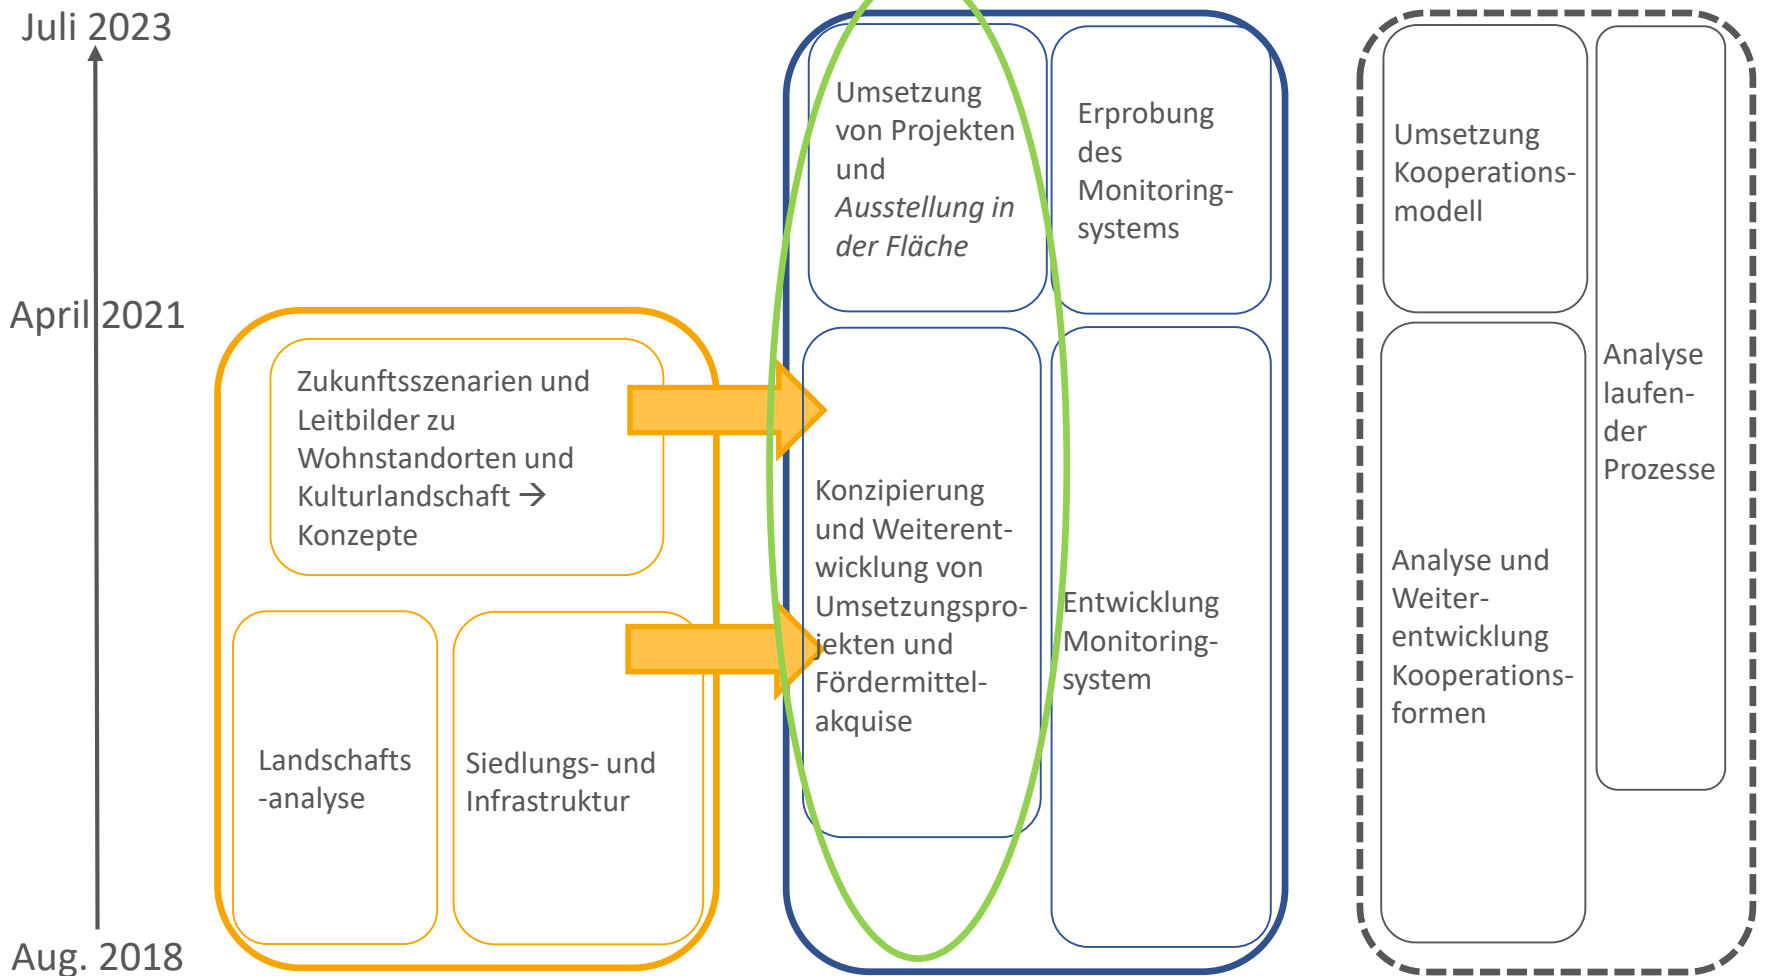 Juli 2023
April 2021
Aug. 2018
Zukunftsszenarien und
Leitbilder zu
Wohnstandorten und
Kulturlandschaft →
Konzepte
Landschafts
-analyse
Siedlungs- und
Infrastruktur
Umsetzung
von Projekten
und
Ausstellung in
der Fläche
Konzipierung
und Weiterent-
wicklung von
Umsetzungspro-
jekten und
Fördermittel-
akquise
Erprobung
des
Monitoring-
systems
Entwicklung
Monitoring-
system
Umsetzung
Kooperations-
modell
Analyse und
Weiter-
entwicklung
Kooperations-
formen
Analyse
laufen-
der
Prozesse